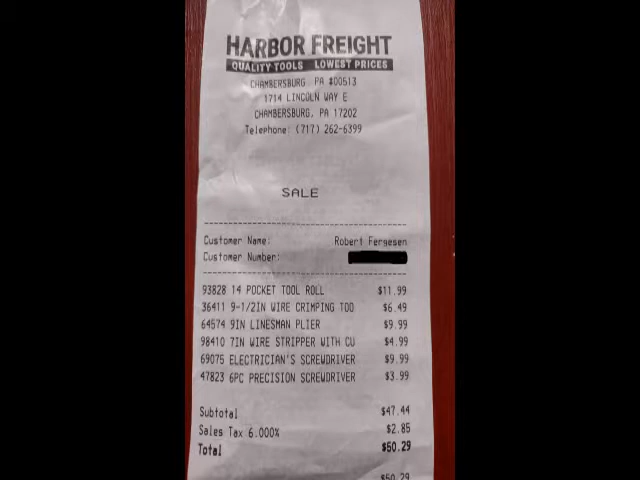 HARBOR FREIGHT
QUALITY TOOLS LOWEST PRICES
CHAMBERSBURG PA #00513
1714 LINCOLN WAY E
CHAMBERSBURG, PA 17202
Telephone: (717) 262-6399
SALE
Customer Name: Robert Fergesen
Customer Number:
93828 14 POCKET TOOL ROLL $11.99
36411 9-1/2IN WIRE CRIMPING TOO $6.49
64574 9IN LINESMAN PLIER $9.99
98410 7IN WIRE STRIPPER WITH CU $4.99
69075 ELECTRICIAN'S SCREWDRIVER $9.99
47823 6PC PRECISION SCREWDRIVER $3.99
Subtotal $47.44
Sales Tax 6.000% $2.85
Total $50.29
$50.29